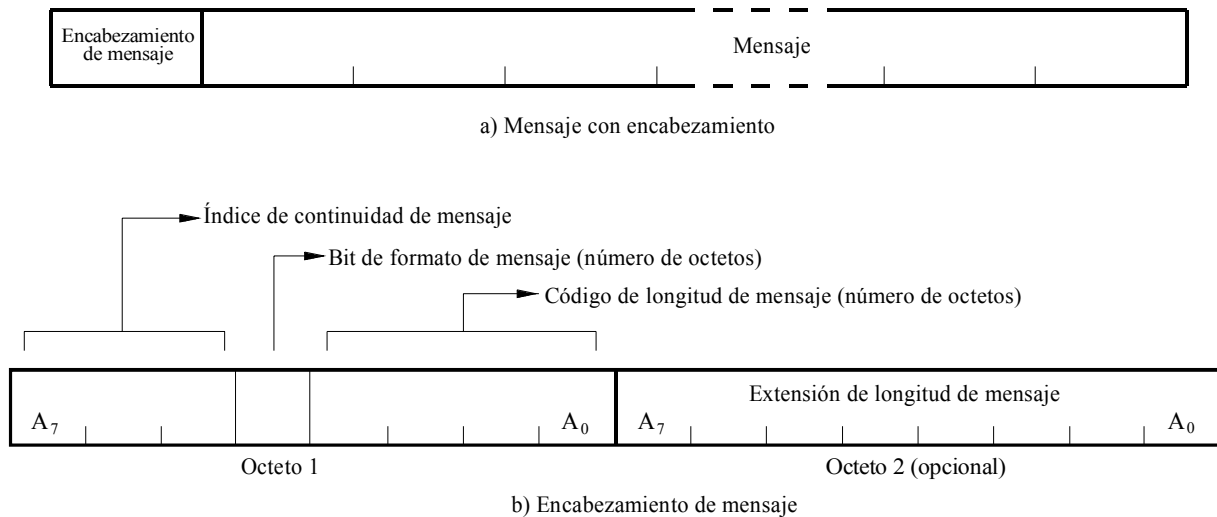 Encabezamiento
de mensaje
Mensaje
a) Mensaje con encabezamiento
Índice de continuidad de mensaje
Bit de formato de mensaje (número de octetos)
Código de longitud de mensaje (número de octetos)
Extensión de longitud de mensaje
A7 A0 A7 A0
Octeto 1 Octeto 2 (opcional)
b) Encabezamiento de mensaje